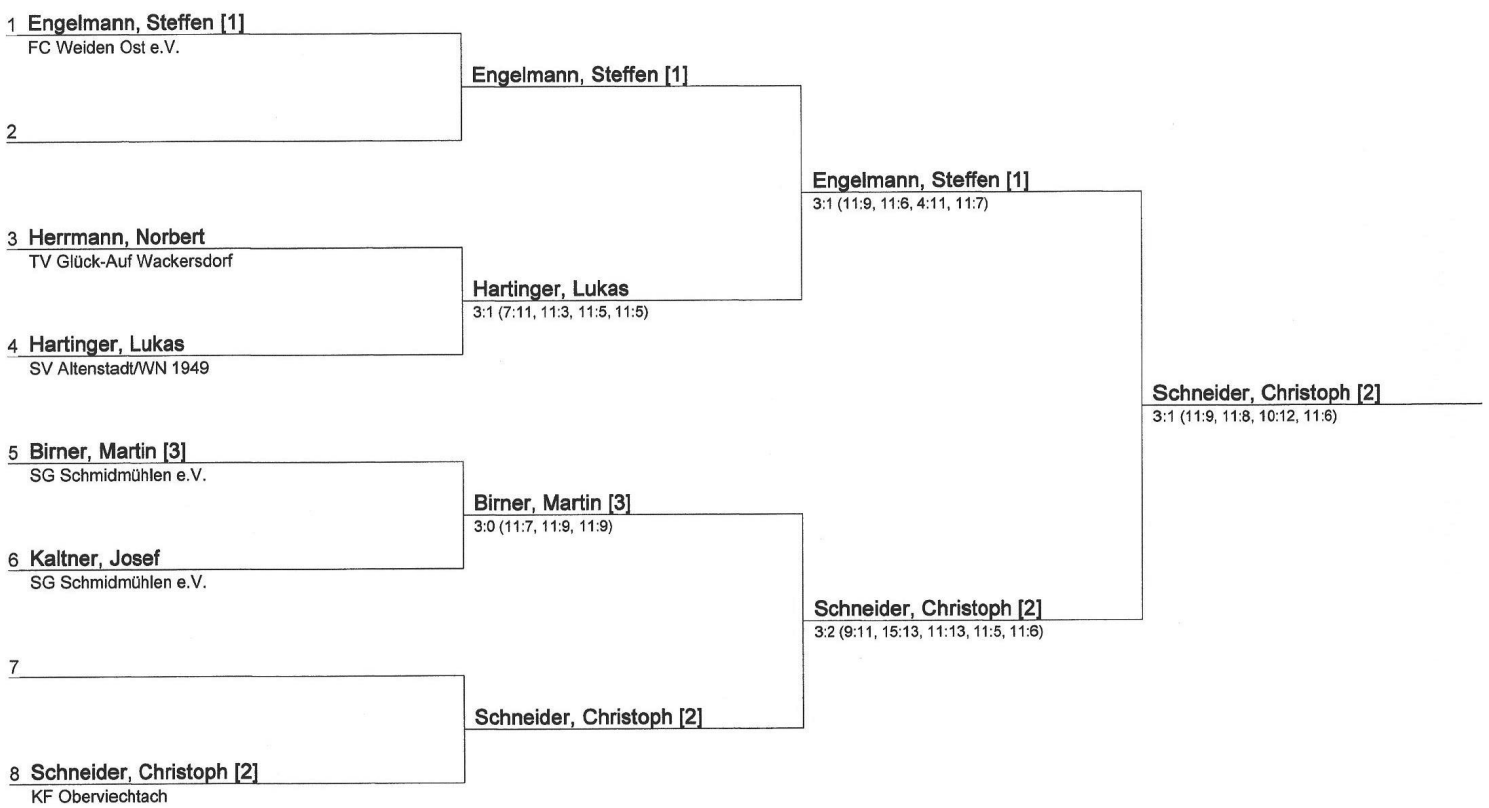 1 Engelmann, Steffen [1]
FC Weiden Ost e.V.
2
3 Herrmann, Norbert
TV Glück-Auf Wackersdorf
4 Hartinger, Lukas
SV Altenstadt/WN 1949
5 Birner, Martin [3]
SG Schmidmühlen e.V.
6 Kaltner, Josef
SG Schmidmühlen e.V.
7
8 Schneider, Christoph [2]
KF Oberviechtach
Engelmann, Steffen [1]
Hartinger, Lukas
3:1 (7:11, 11:3, 11:5, 11:5)
Birner, Martin [3]
3:0 (11:7, 11:9, 11:9)
Schneider, Christoph [2]
Engelmann, Steffen [1]
3:1 (11:9, 11:6, 4:11, 11:7)
Schneider, Christoph [2]
3:2 (9:11, 15:13, 11:13, 11:5, 11:6)
Schneider, Christoph [2]
3:1 (11:9, 11:8, 10:12, 11:6)